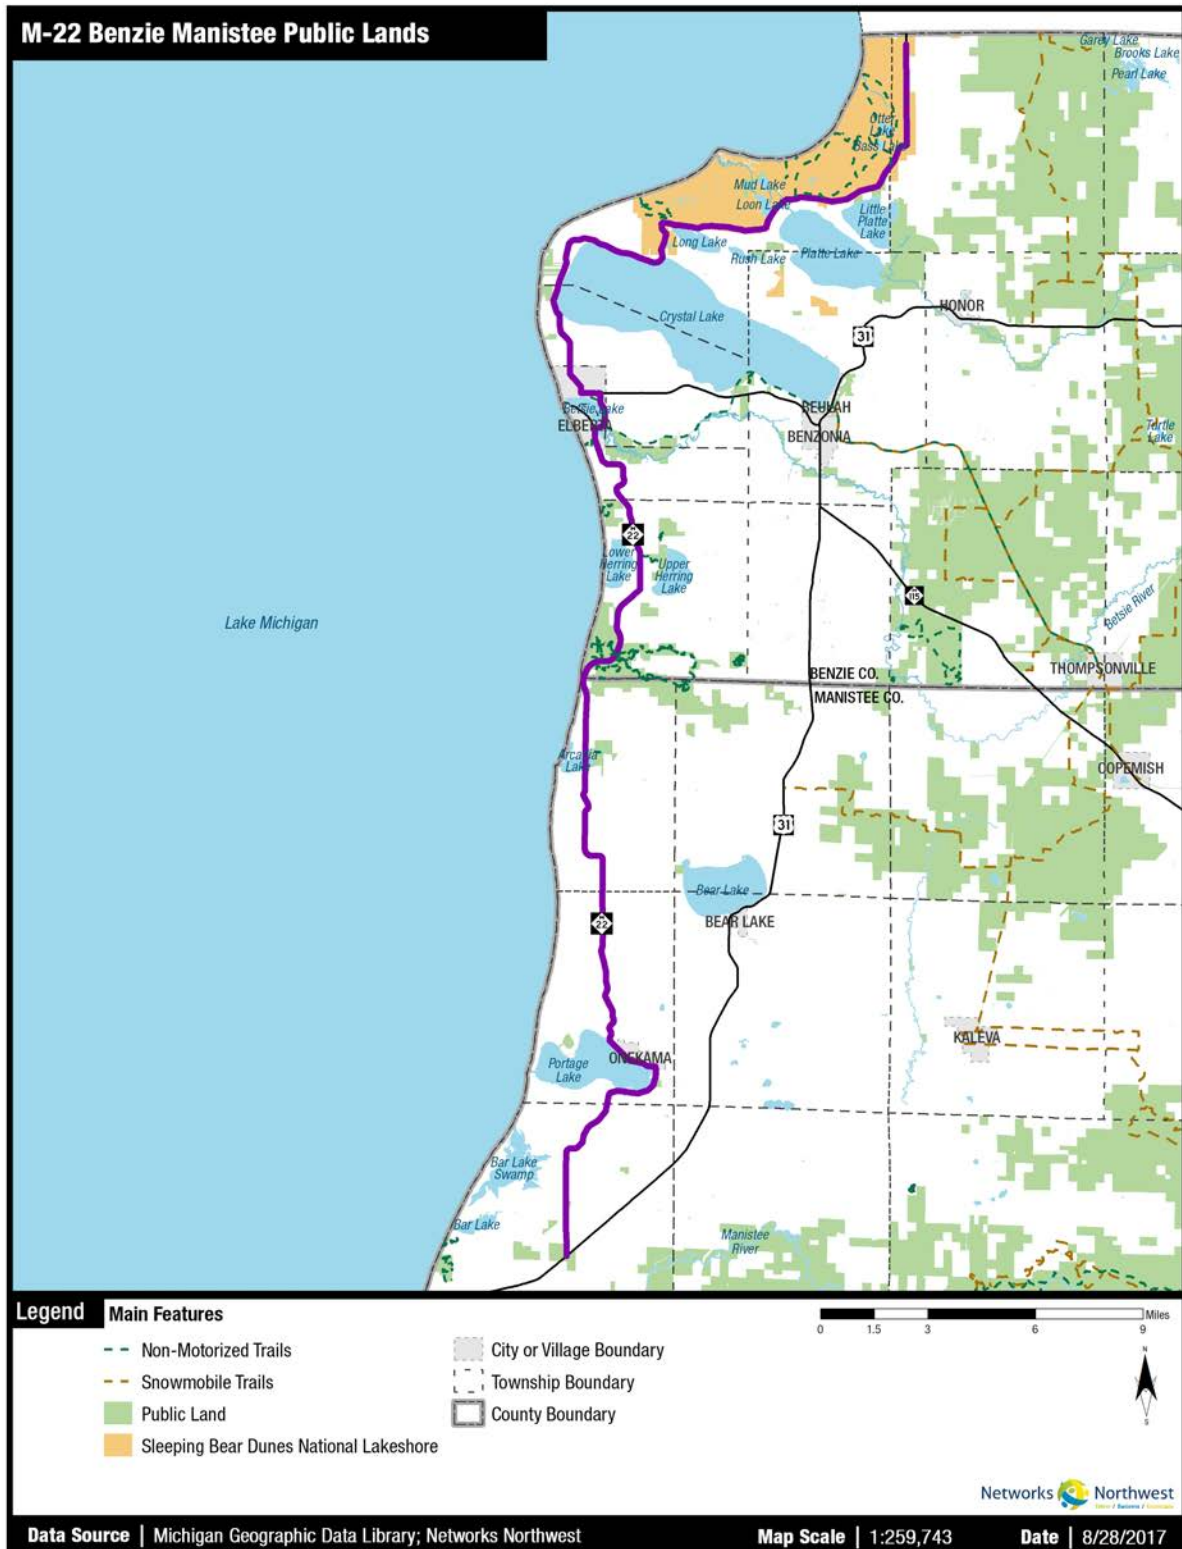 M-22 Benzie Manistee Public Lands
Garey Lake
Brooks Lake
Pearl Lake
Otter
Lake
Bass Lake
Mud Lake
Loon Lake
Little
Platte
Lake
Long Lake
Rush Lake
Platte Lake
HONOR
Crystal Lake
31
Betsie Lake
ELBERTA
BEULAH
BENZONIA
Turtle
Lake
M
22
Lower
Herring
Lake
Upper
Herring
Lake
M
115
Betsie River
Lake Michigan
THOMPSONVILLE
BENZIE CO.
MANISTEE CO.
Arcadia
Lake
COPEMISH
31
Bear Lake
BEAR LAKE
M
22
KALEVA
ONEKAMA
Portage
Lake
Bar Lake
Swamp
Bar Lake
Manistee
River
Legend
Main Features
Non-Motorized Trails
Snowmobile Trails
Public Land
Sleeping Bear Dunes National Lakeshore
City or Village Boundary
Township Boundary
County Boundary
Miles
0 1.5 3 6 9
N
S
Networks Northwest
Data Source | Michigan Geographic Data Library; Networks Northwest
Map Scale | 1:259,743
Date | 8/28/2017